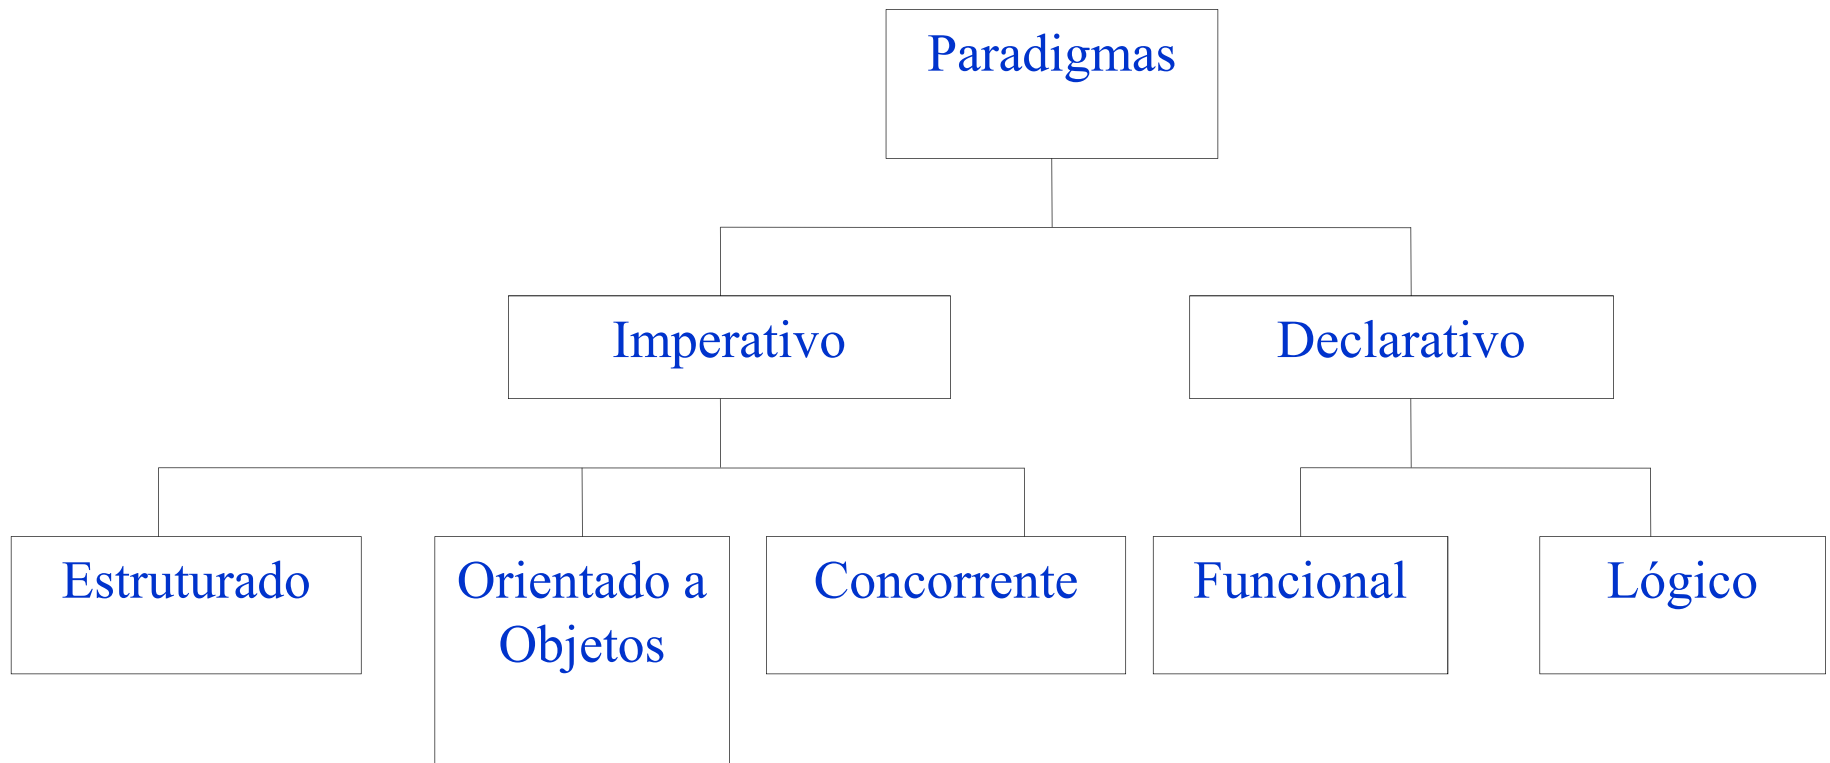 Paradigmas
Imperativo
Declarativo
Estruturado
Orientado a
Objetos
Concorrente
Funcional
Lógico